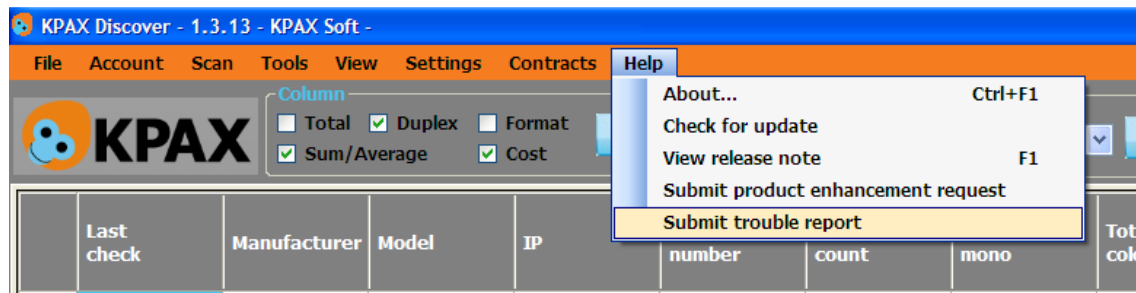 KPAX Discover - 1.3.13 - KPAX Soft -
File Account Scan Tools View Settings Contracts Help
Column
Total Duplex Format
Sum/Average Cost
KPAX
About... Ctrl+F1
Check for update
View release note F1
Submit product enhancement request
Submit trouble report
Last
check
Manufacturer Model IP
number count mono